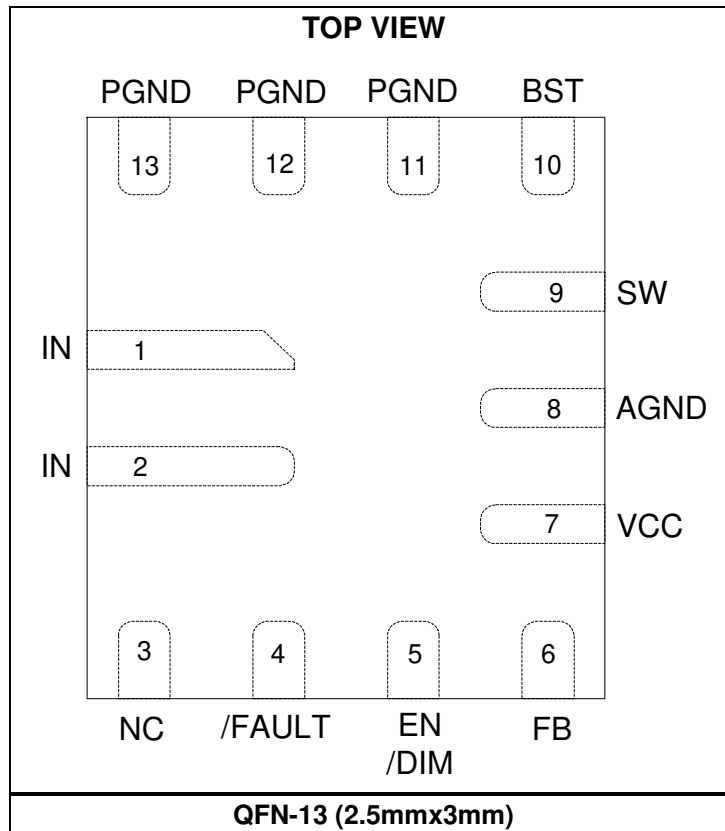 TOP VIEW
PGND PGND PGND BST
13 12 11 10
9 SW
IN 1
8 AGND
IN 2
7 VCC
3 4 5 6
NC /FAULT EN FB
/DIM
QFN-13 (2.5mmx3mm)